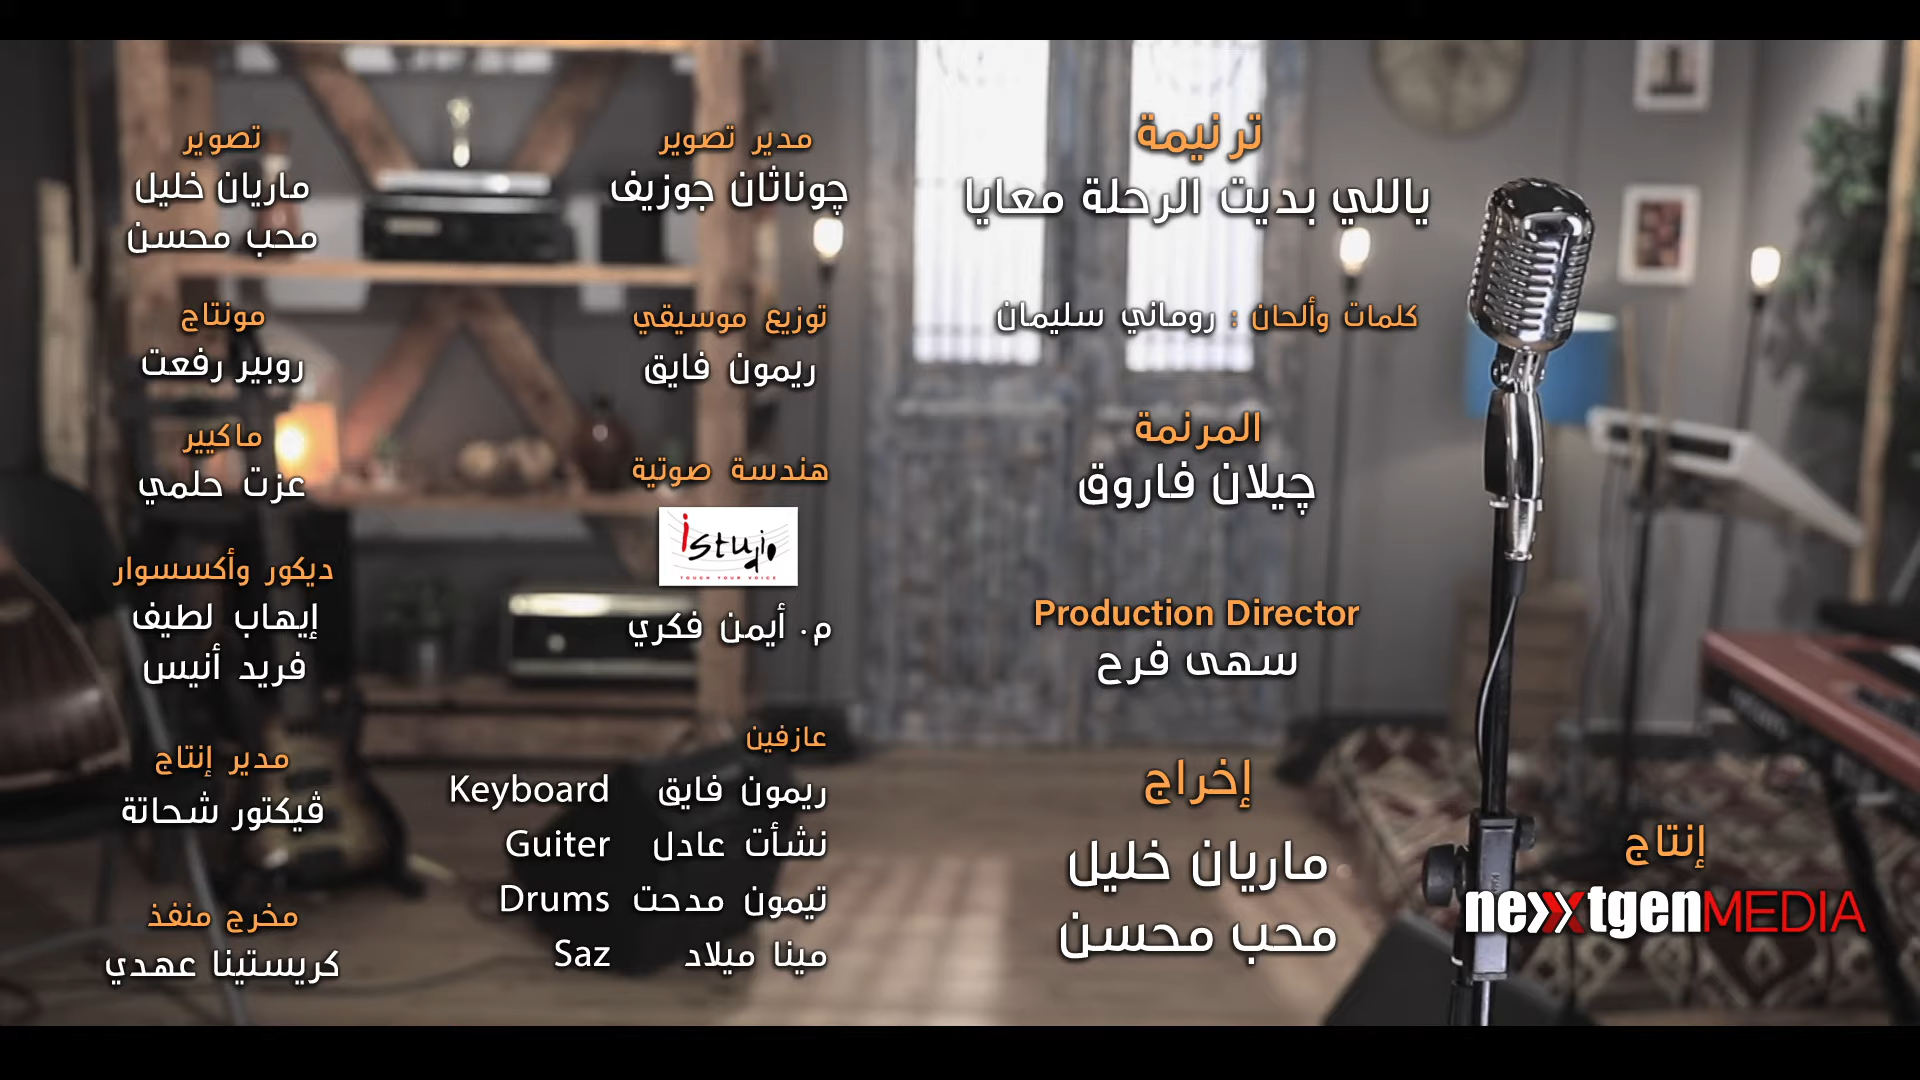 ترنيمة
ياللي بديت الرحلة معايا
كلمات وألحان : روماني سليمان
المرنمة
چيلان فاروق
Production Director
سهى فرح
إخراج
ماريان خليل
محب محسن
إنتاج
nexxtgenMEDIA
مدير تصوير
چوناثان جوزيف
توزيع موسيقي
ريمون فايق
هندسة صوتية
iStudio
TOUCH YOUR VOICE
م. أيمن فكري
عازفين
ريمون فايق Keyboard
نشأت عادل Guiter
تيمون مدحت Drums
مينا ميلاد Saz
تصوير
ماريان خليل
محب محسن
مونتاج
روبير رفعت
ماكيير
عزت حلمي
ديكور وأكسسوار
إيهاب لطيف
فريد أنيس
مدير إنتاج
ڤيكتور شحاتة
مخرج منفذ
كريستينا عهدي